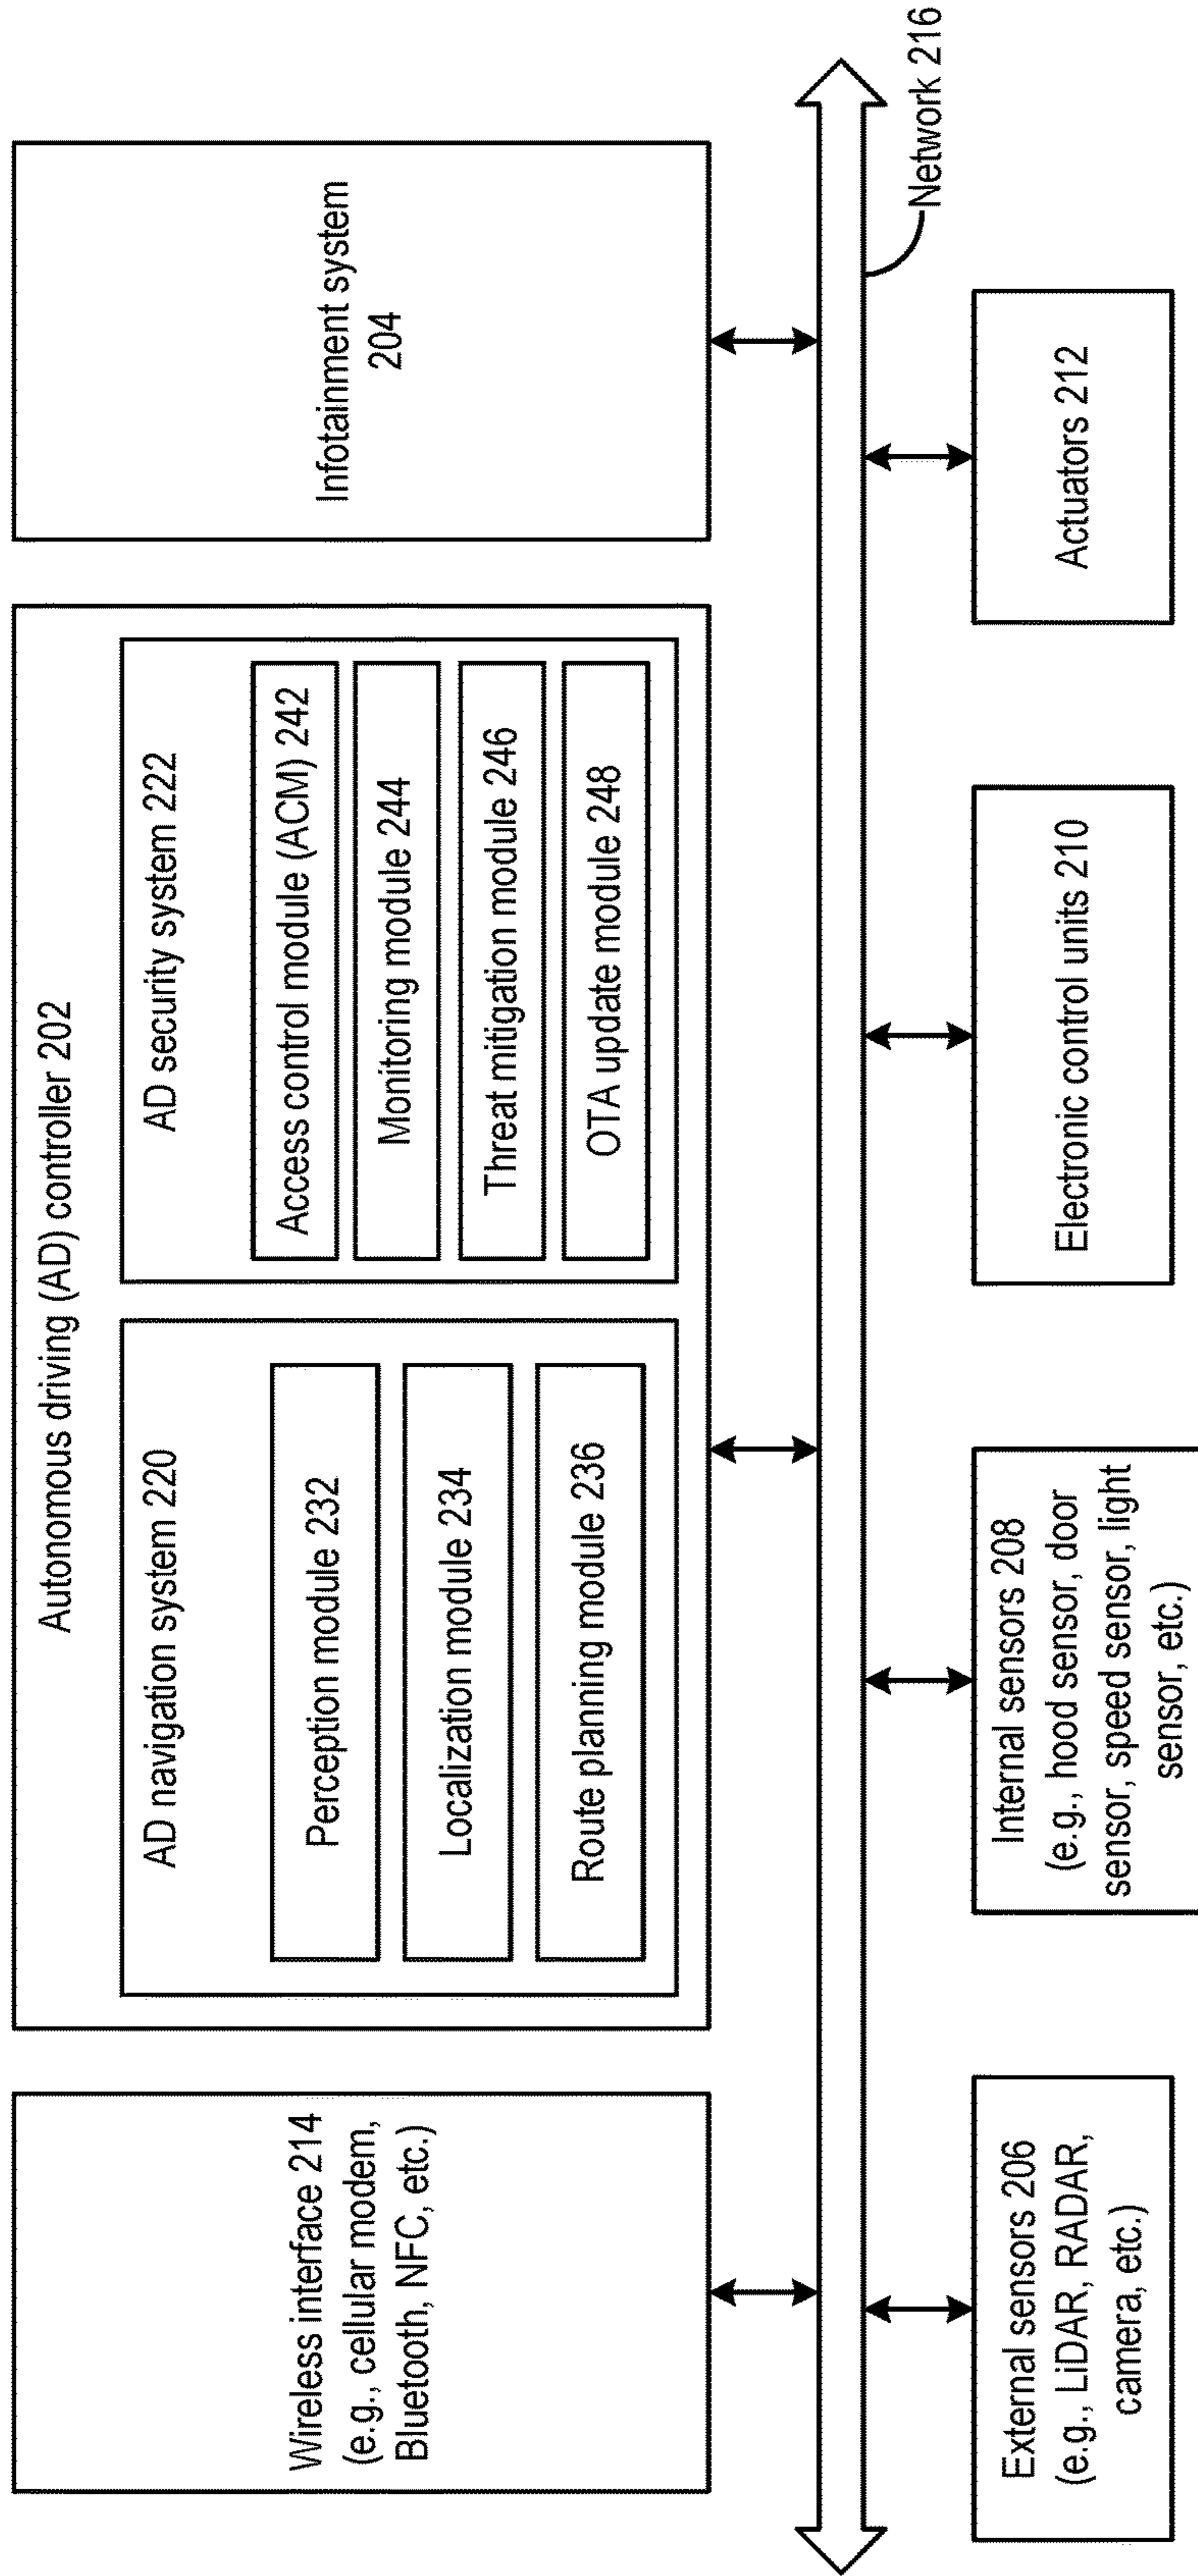 Wireless interface 214
(e.g., cellular modem,
Bluetooth, NFC, etc.)
Autonomous driving (AD) controller 202
AD navigation system 220
Perception module 232
Localization module 234
Route planning module 236
AD security system 222
Access control module (ACM) 242
Monitoring module 244
Threat mitigation module 246
OTA update module 248
Infotainment system
204
Network 216
External sensors 206
(e.g., LiDAR, RADAR,
camera, etc.)
Internal sensors 208
(e.g., hood sensor, door
sensor, speed sensor, light
sensor, etc.)
Electronic control units 210
Actuators 212